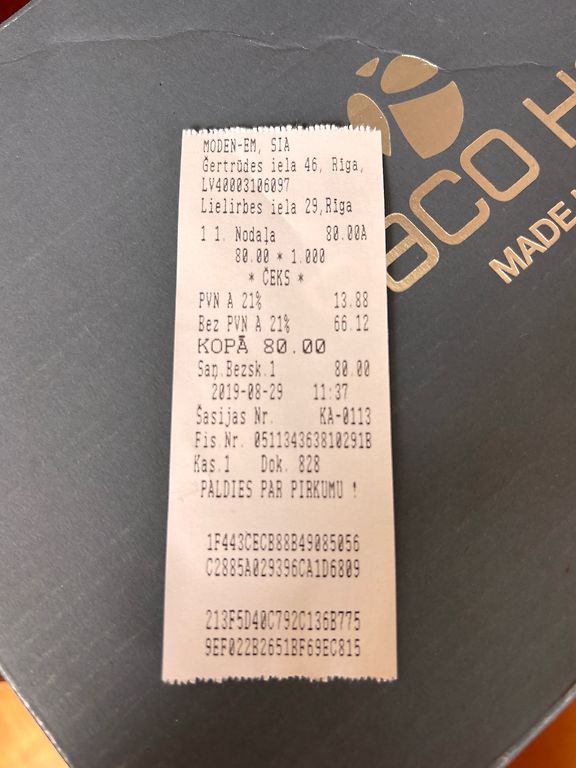 MODEN-EM, SIA
Ģertrūdes iela 46, Rīga,
LV40003106097
Lielirbes iela 29,Rīga
1 1. Nodaļa 80.00A
80.00 * 1.000
* ČEKS *
PVN A 21% 13.88
Bez PVN A 21% 66.12
KOPĀ 80.00
Saņ.Bezsk.1 80.00
2019-08-29 11:37
Šasijas Nr. KA-0113
Fis.Nr. 051134363810291B
Kas.1 Dok. 828
PALDIES PAR PIRKUMU !
1F443CECB88B49085056
C2885A029396CA1D6809
213F5D40C792C136B775
9EF022B2651BF69EC815
MADE